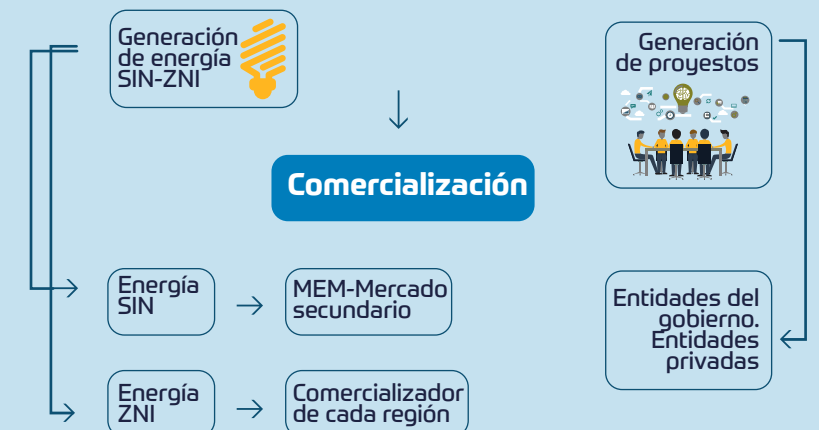 Generación
de energía
SIN-ZNI
Generación
de proyestos
Comercialización
Energía
SIN
MEM-Mercado
secundario
Entidades del
gobierno.
Entidades
privadas
Energía
ZNI
Comercializador
de cada región